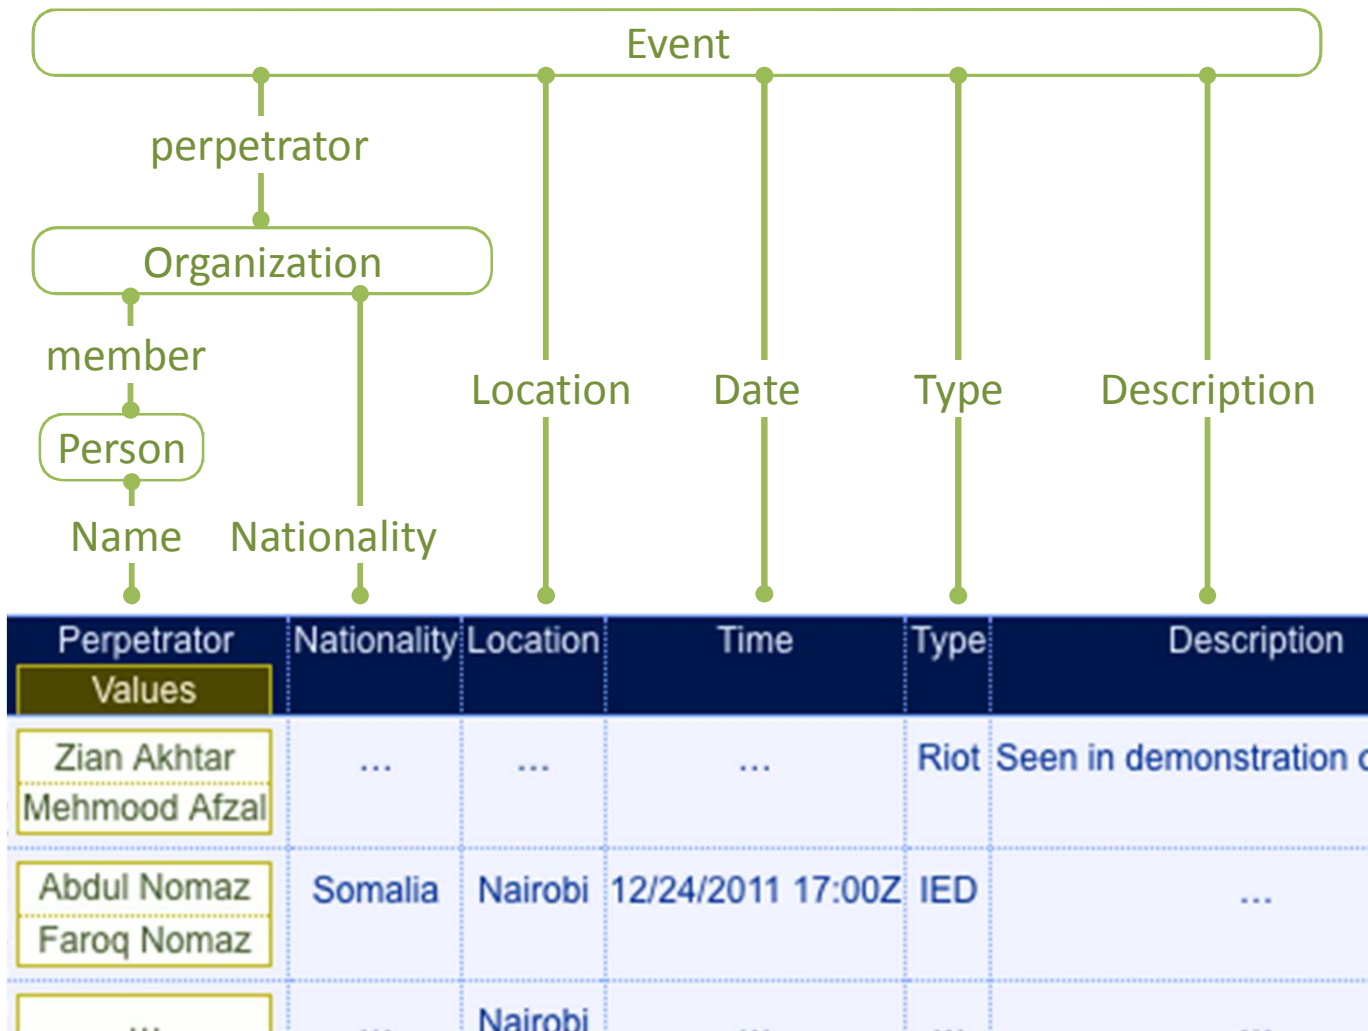 Event
perpetrator
Organization
member
Location Date Type Description
Person
Name Nationality
Perpetrator Nationality Location Time Type Description
Values
Zian Akhtar ... ... ... Riot Seen in demonstration
Mehmood Afzal
Abdul Nomaz Somalia Nairobi 12/24/2011 17:00Z IED ...
Faroq Nomaz
... ... Nairobi ... ... ...